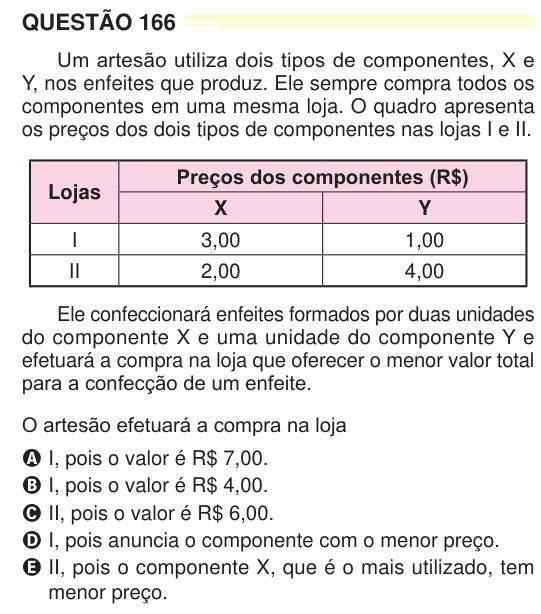 QUESTÃO 166
Um artesão utiliza dois tipos de componentes, X e
Y, nos enfeites que produz. Ele sempre compra todos os
componentes em uma mesma loja. O quadro apresenta
os preços dos dois tipos de componentes nas lojas I e II.
Lojas
Preços dos componentes (R$)
X Y
I 3,00 1,00
II 2,00 4,00
Ele confeccionará enfeites formados por duas unidades
do componente X e uma unidade do componente Y e
efetuará a compra na loja que oferecer o menor valor total
para a confecção de um enfeite.
O artesão efetuará a compra na loja
A I, pois o valor é R$ 7,00.
B I, pois o valor é R$ 4,00.
C II, pois o valor é R$ 6,00.
D I, pois anuncia o componente com o menor preço.
E II, pois o componente X, que é o mais utilizado, tem
menor preço.